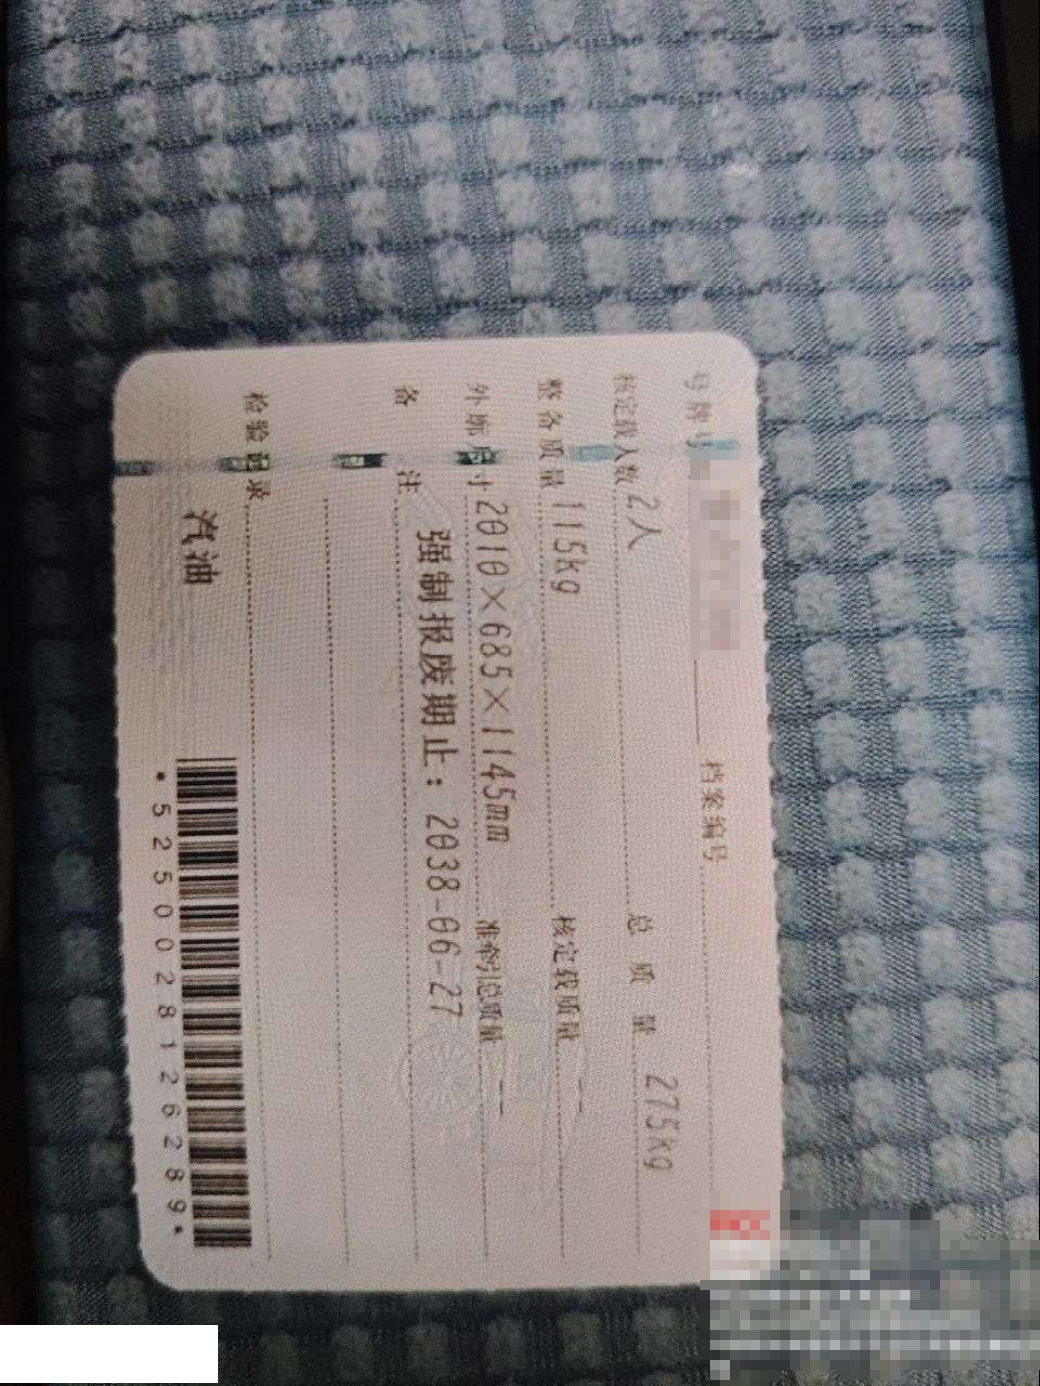 号牌号 档案编号
核定载人数 2人 总质量 275kg
整备质量 115kg 核定载质量 —
外廓尺寸 2010×685×1145mm 准牵引总质量 —
备注 强制报废期止：2038-06-27
检验记录
汽油
*5250028126289*